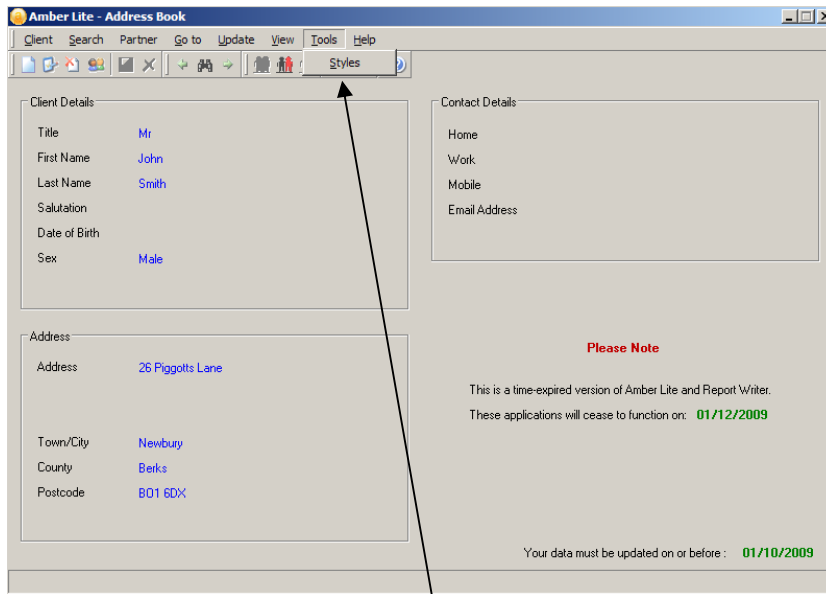 Amber Lite - Address Book
Client Search Partner Go to Update View Tools Help
Styles
Client Details
Title Mr
First Name John
Last Name Smith
Salutation
Date of Birth
Sex Male
Contact Details
Home
Work
Mobile
Email Address
Address
Address 26 Piggotts Lane
Town/City Newbury
County Berks
Postcode BO1 6DX
Please Note
This is a time-expired version of Amber Lite and Report Writer.
These applications will cease to function on: 01/12/2009
Your data must be updated on or before : 01/10/2009